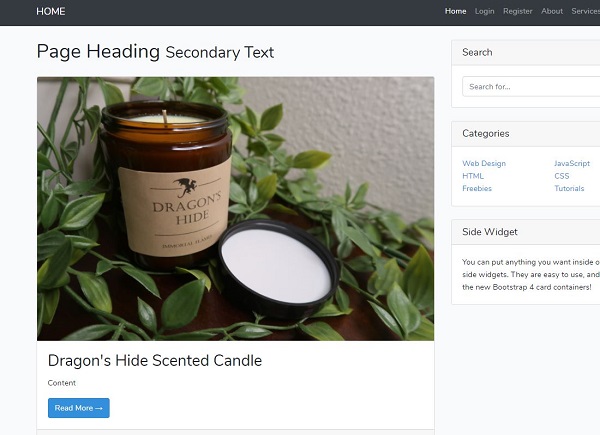 HOME
Home Login Register About Services
Page Heading Secondary Text
DRAGON'S
HIDE
IMMORTAL FLAMES
Dragon's Hide Scented Candle
Content
Read More →
Search
Search for...
Categories
Web Design JavaScript
HTML CSS
Freebies Tutorials
Side Widget
You can put anything you want inside o
side widgets. They are easy to use, and
the new Bootstrap 4 card containers!